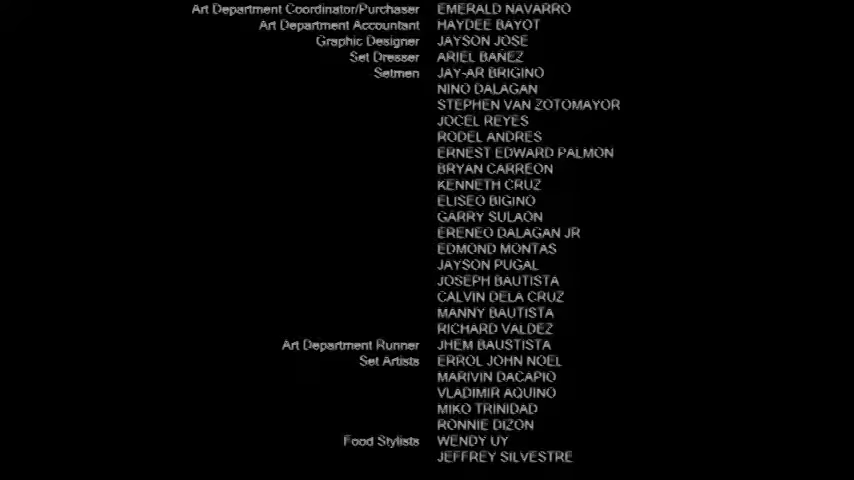 Art Department Coordinator/Purchaser EMERALD NAVARRO
Art Department Accountant HAYDEE BAYOT
Graphic Designer JAYSON JOSE
Set Dresser ARIEL BAÑEZ
Setmen JAY-AR BRIGINO
NINO DALAGAN
STEPHEN VAN ZOTOMAYOR
JOCEL REYES
RODEL ANDRES
ERNEST EDWARD PALMON
BRYAN CARREON
KENNETH CRUZ
ELISEO BIGINO
GARRY SULAON
ERENEO DALAGAN JR
EDMOND MONTAS
JAYSON PUGAL
JOSEPH BAUTISTA
CALVIN DELA CRUZ
MANNY BAUTISTA
RICHARD VALDEZ
Art Department Runner JHEM BAUSTISTA
Set Artists ERROL JOHN NOEL
MARIVIN DACAPIO
VLADIMIR AQUINO
MIKO TRINIDAD
RONNIE DIZON
Food Stylists WENDY UY
JEFFREY SILVESTRE